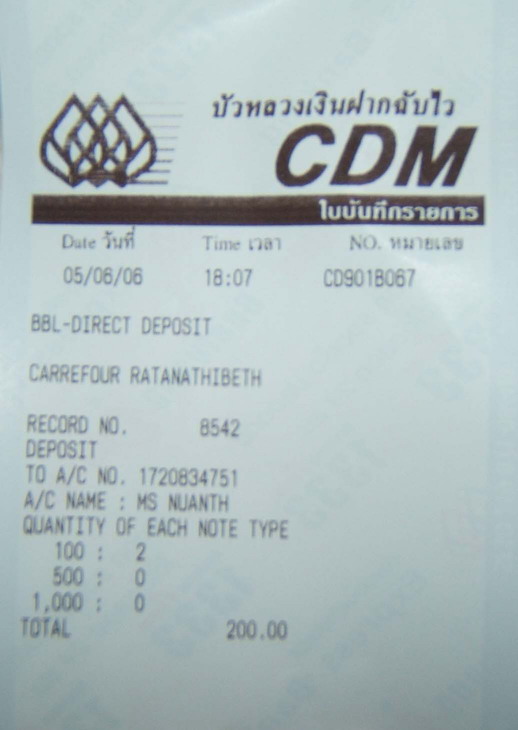 บัวหลวงเงินฝากฉับไว
CDM
ใบบันทึกรายการ
Date วันที่ Time เวลา NO. หมายเลข
05/06/06 18:07 CD901B067
BBL-DIRECT DEPOSIT
CARREFOUR RATANATHIBETH
RECORD NO. 8542
DEPOSIT
TO A/C NO. 1720834751
A/C NAME : MS NUANTH
QUANTITY OF EACH NOTE TYPE
100 : 2
500 : 0
1,000 : 0
TOTAL 200.00